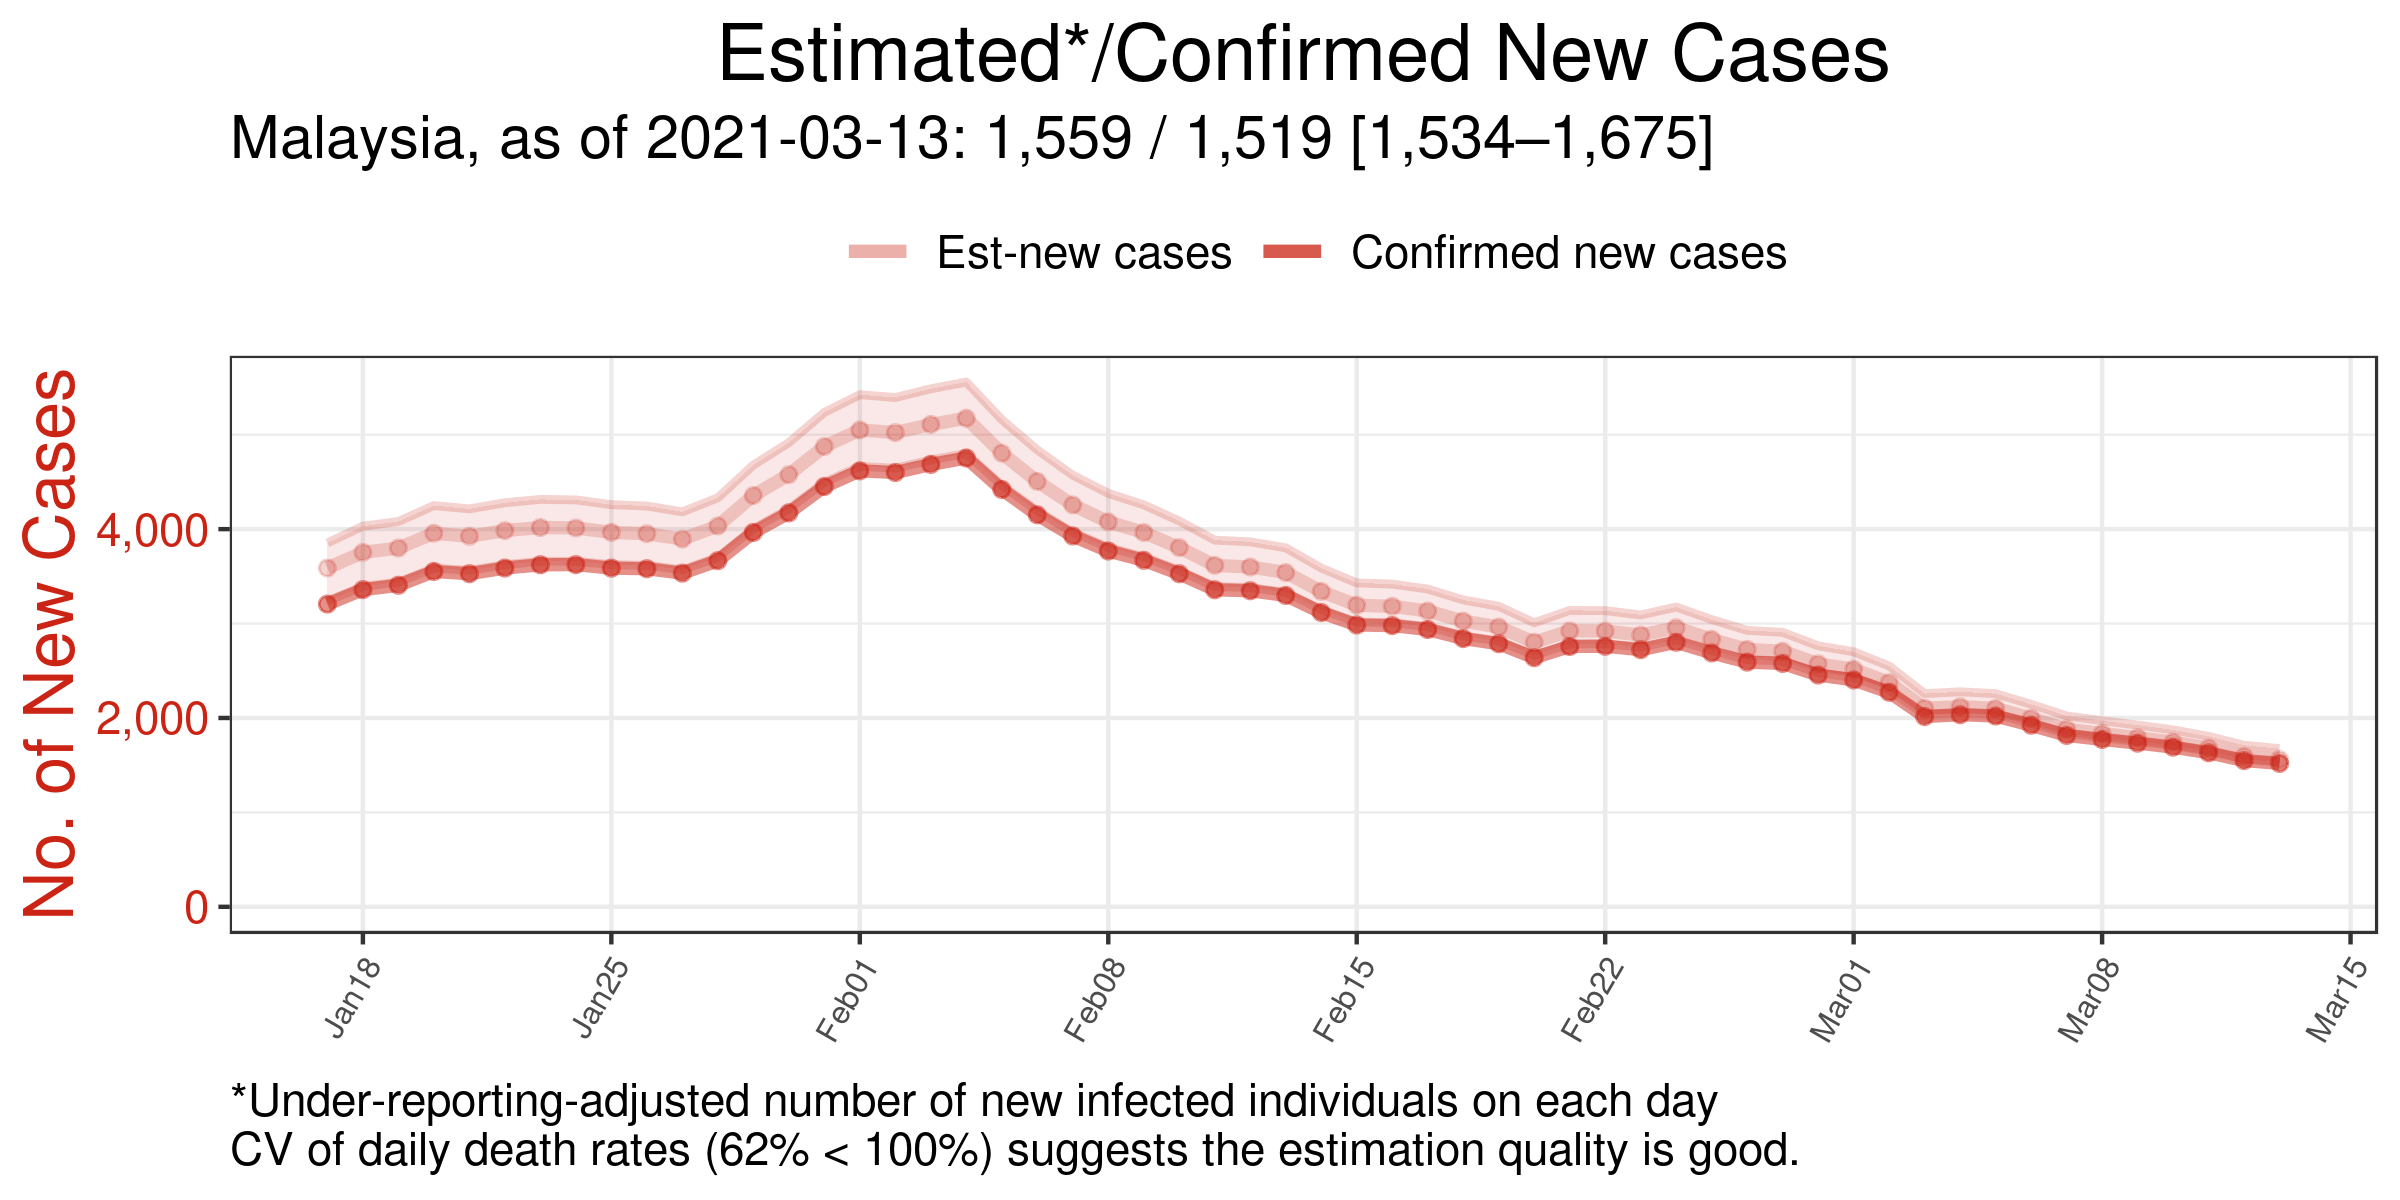 Estimated*/Confirmed New Cases
Malaysia, as of 2021-03-13: 1,559 / 1,519 [1,534–1,675]
Est-new cases
Confirmed new cases
No. of New Cases
4,000
2,000
0
Jan18
Jan25
Feb01
Feb08
Feb15
Feb22
Mar01
Mar08
Mar15
*Under-reporting-adjusted number of new infected individuals on each day
CV of daily death rates (62% < 100%) suggests the estimation quality is good.